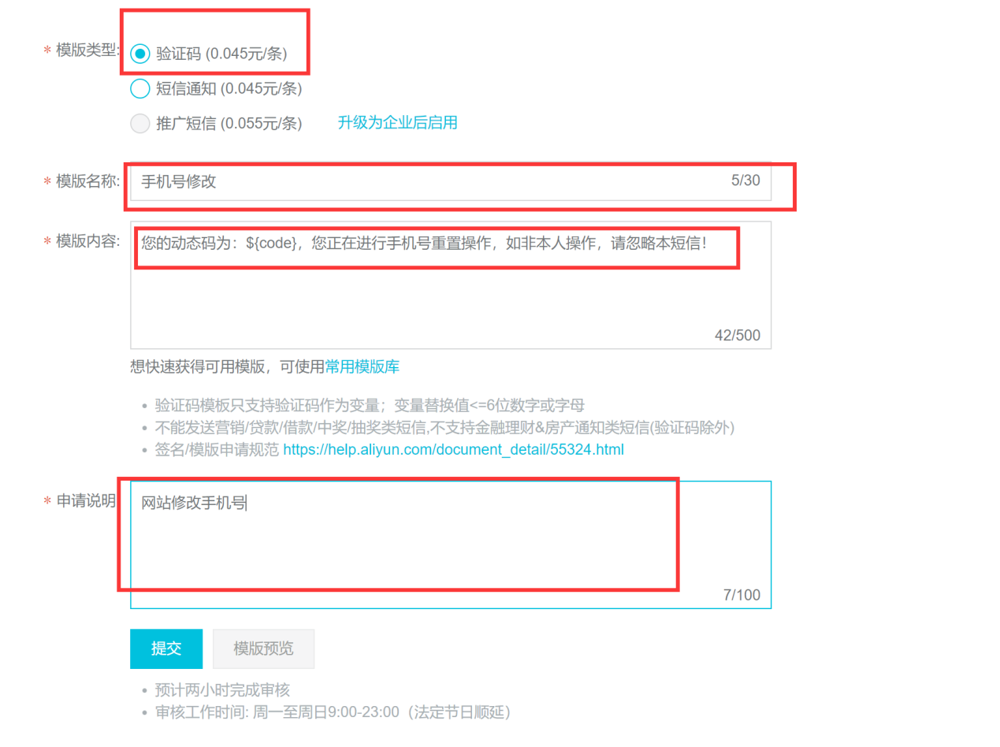 * 模版类型:
验证码 (0.045元/条)
短信通知 (0.045元/条)
推广短信 (0.055元/条) 升级为企业后启用
* 模版名称: 手机号修改 5/30
* 模版内容: 您的动态码为：${code}，您正在进行手机号重置操作，如非本人操作，请忽略本短信！
42/500
想快速获得可用模版，可使用常用模版库
• 验证码模板只支持验证码作为变量；变量替换值<=6位数字或字母
• 不能发送营销/贷款/借款/中奖/抽奖类短信,不支持金融理财&房产通知类短信(验证码除外)
• 签名/模版申请规范 https://help.aliyun.com/document_detail/55324.html
* 申请说明 网站修改手机号
7/100
提交 模版预览
• 预计两小时完成审核
• 审核工作时间: 周一至周日9:00-23:00（法定节日顺延）